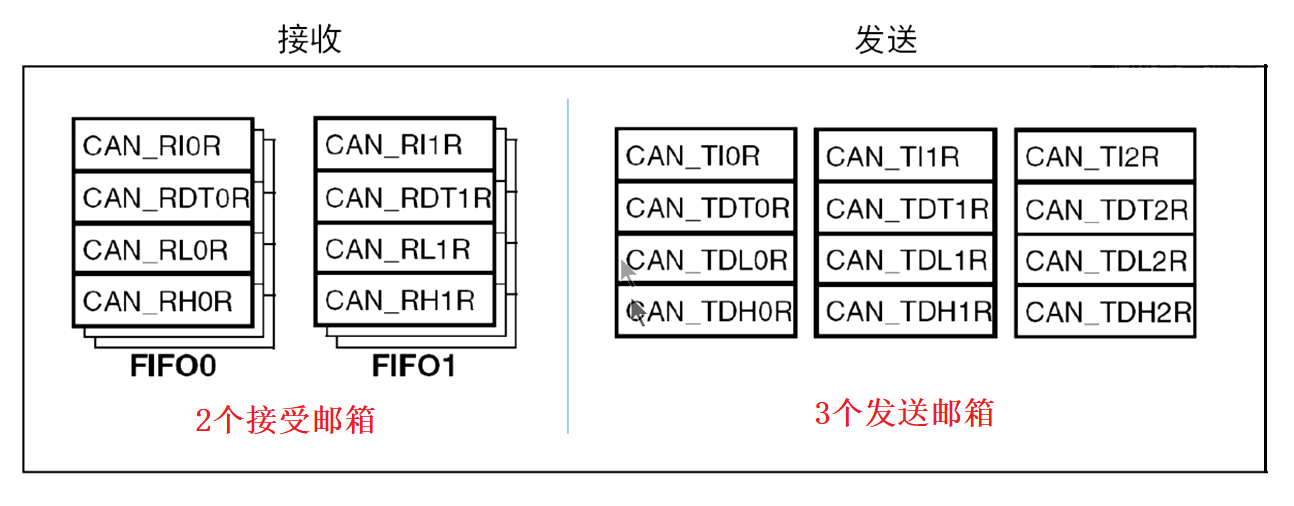 接收
发送
CAN_RI0R
CAN_RDT0R
CAN_RL0R
CAN_RH0R
FIFO0
CAN_RI1R
CAN_RDT1R
CAN_RL1R
CAN_RH1R
FIFO1
2个接受邮箱
CAN_TI0R
CAN_TDT0R
CAN_TDL0R
CAN_TDH0R
CAN_TI1R
CAN_TDT1R
CAN_TDL1R
CAN_TDH1R
CAN_TI2R
CAN_TDT2R
CAN_TDL2R
CAN_TDH2R
3个发送邮箱